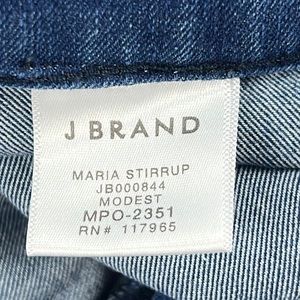 J BRAND
MARIA STIRRUP
JB000844
MODEST
MPO-2351
RN# 117965